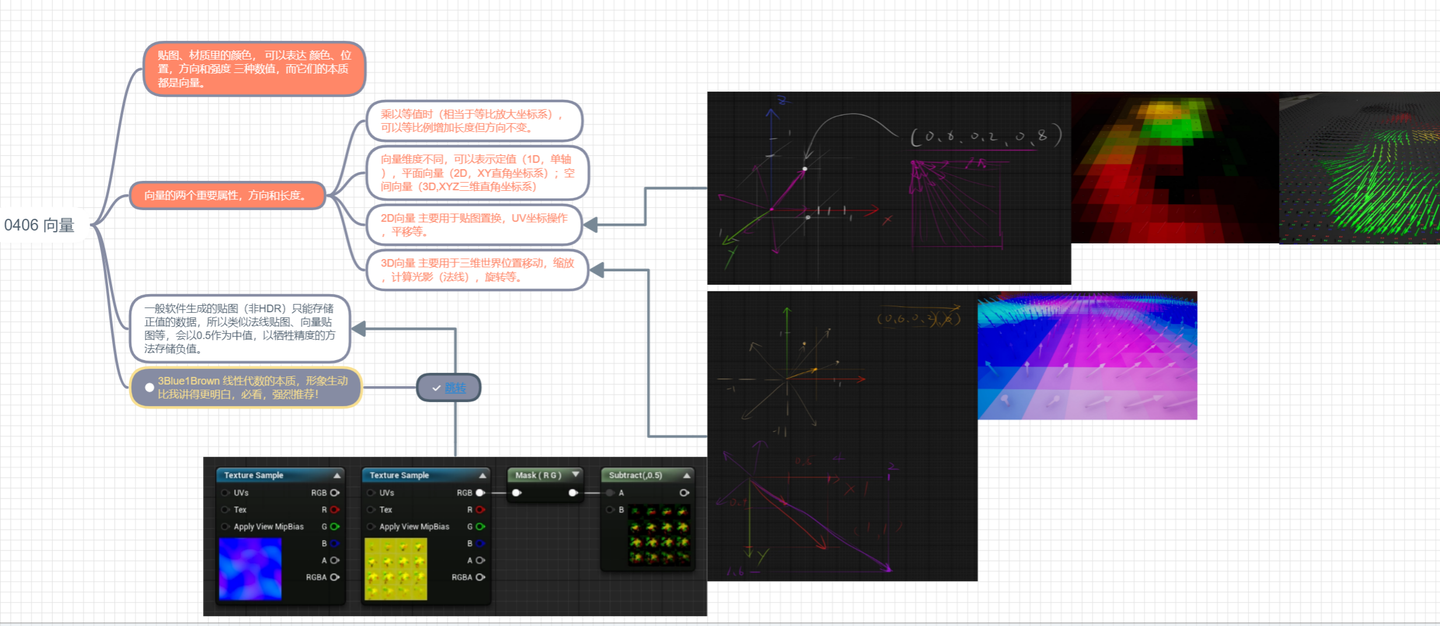 0406 向量
贴图、材质里的颜色， 可以表达 颜色、位
置，方向和强度 三种数值，而它们的本质
都是向量。
向量的两个重要属性，方向和长度。
乘以等值时（相当于等比放大坐标系），
可以等比例增加长度但方向不变。
向量维度不同，可以表示定值（1D，单轴
），平面向量（2D，XY直角坐标系）；空
间向量（3D,XYZ三维直角坐标系）
2D向量 主要用于贴图置换，UV坐标操作
，平移等。
3D向量 主要用于三维世界位置移动，缩放
，计算光影（法线），旋转等。
一般软件生成的贴图（非HDR）只能存储
正值的数据，所以类似法线贴图、向量贴
图等，会以0.5作为中值，以牺牲精度的方
法存储负值。
3Blue1Brown 线性代数的本质，形象生动
比我讲得更明白，必看，强烈推荐！
Texture Sample
UVs
RGB
Tex
R
Apply View MipBias
G
B
A
RGBA
Texture Sample
UVs
RGB
Tex
R
Apply View MipBias
G
B
A
RGBA
Mask ( R G )
Subtract(,0.5)
A
B
(0,6,0,2,0,8)
z
x
y
X
Y